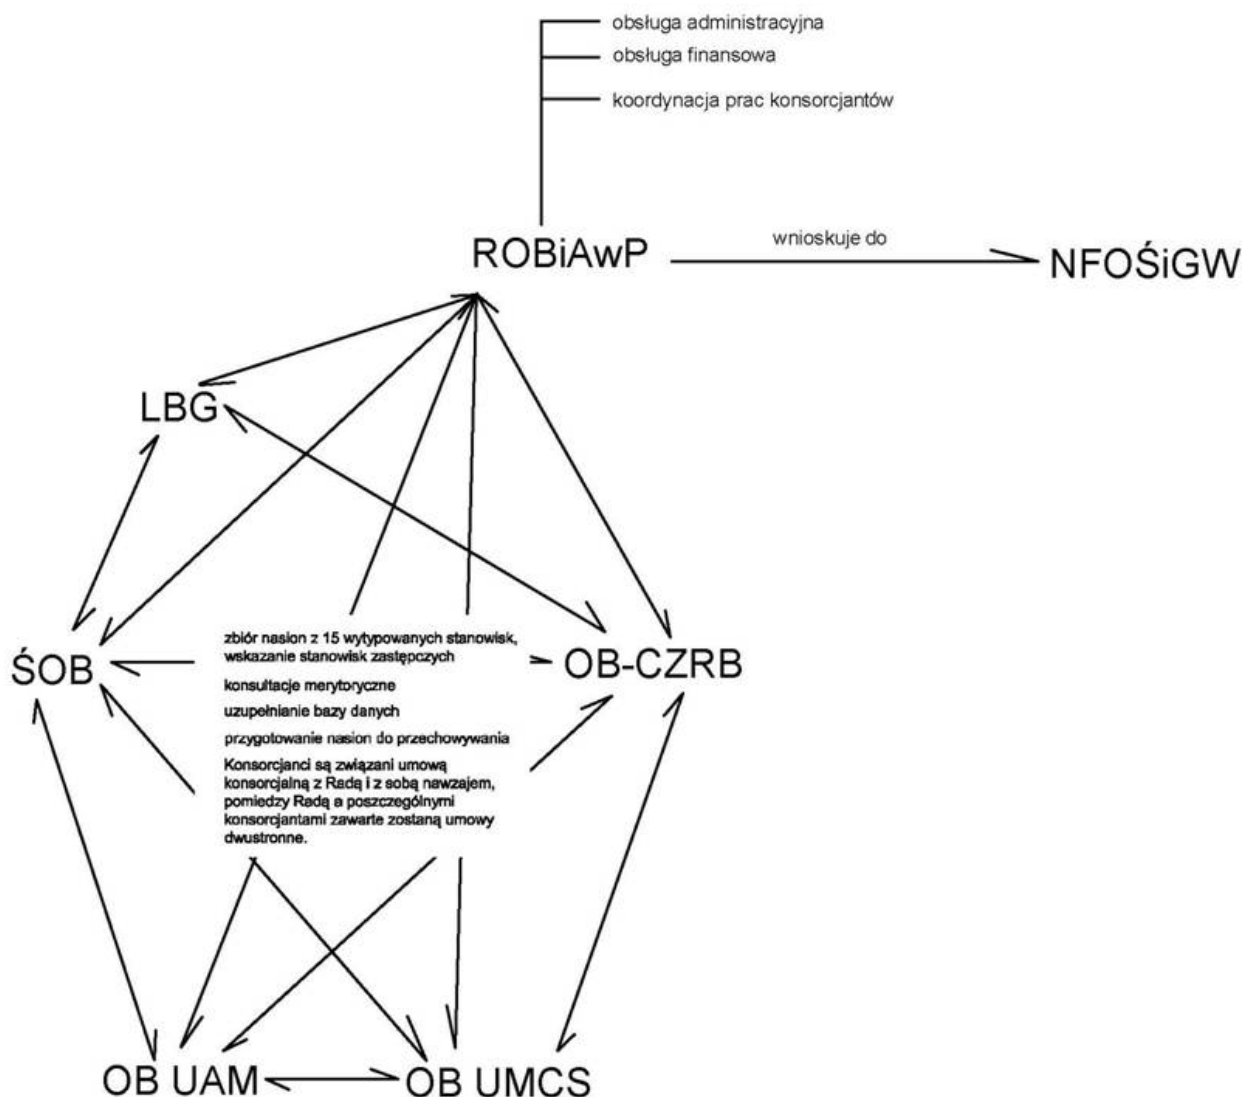 obsługa administracyjna
obsługa finansowa
koordynacja prac konsorcjantów
ROBiAwP
wnioskuje do
NFOŚiGW
LBG
ŚOB
OB-CZRB
zbiór nasion z 15 wytypowanych stanowisk,
wskazanie stanowisk zastępczych
konsultacje merytoryczne
uzupełnianie bazy danych
przygotowanie nasion do przechowywania
Konsorcjanci są związani umową
konsorcjalną z Radą i z sobą nawzajem,
pomiedzy Radą a poszczególnymi
konsorcjantami zawarte zostaną umowy
dwustronne.
OB UAM
OB UMCS